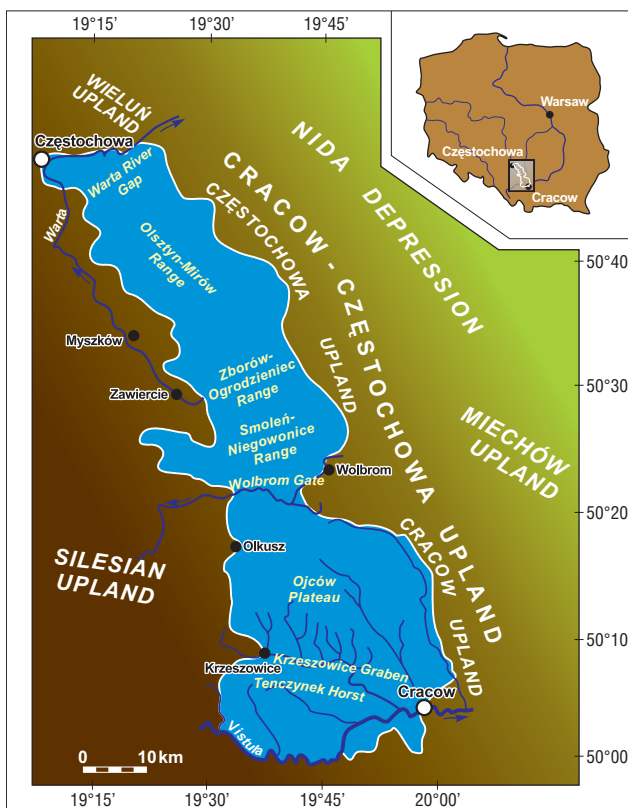 19°15'
19°30'
19°45'
WIELUŃ
UPLAND
Częstochowa
Warta River
Gap
Warta
Olsztyn-Mirów
Range
NIDA DEPRESSION
CRACOW-CZĘSTOCHOWA UPLAND
CZĘSTOCHOWA
UPLAND
Warsaw
Częstochowa
Cracow
50°40'
Myszków
Zborów-
Ogrodzieniec
Range
Zawiercie
50°30'
Smoleń-
Niegowonice
Range
MIECHÓW
UPLAND
Wolbrom
Wolbrom Gate
50°20'
Olkusz
SILESIAN
UPLAND
CRACOW UPLAND
Ojców
Plateau
50°10'
Krzeszowice
Krzeszowice Graben
Tenczynek Horst
Cracow
Vistula
0 10 km
50°00'
19°15'
19°30'
19°45'
20°00'